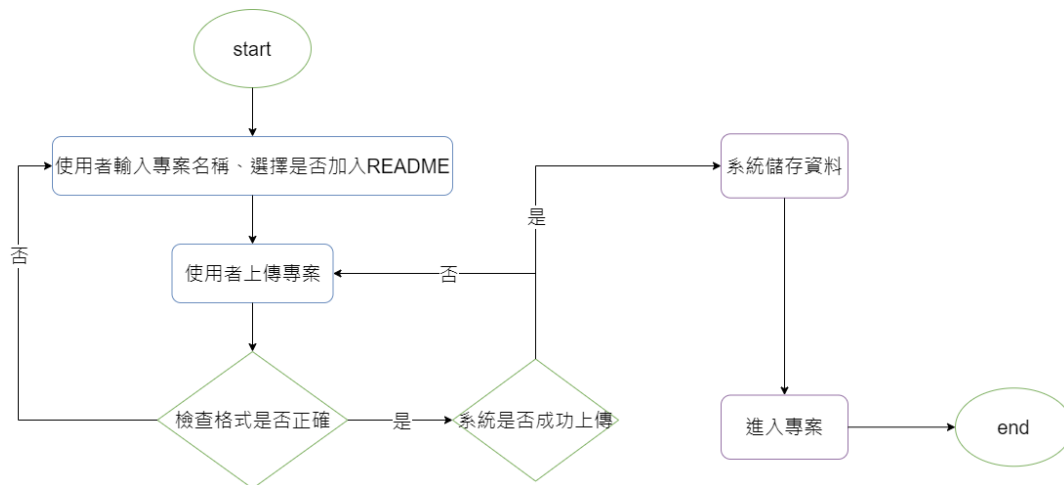 start
使用者輸入專案名稱、選擇是否加入README
系統儲存資料
是
否
使用者上傳專案
否
檢查格式是否正確
是
系統是否成功上傳
進入專案
end